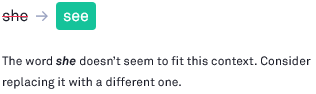 she → see
The word she doesn't seem to fit this context. Consider
replacing it with a different one.